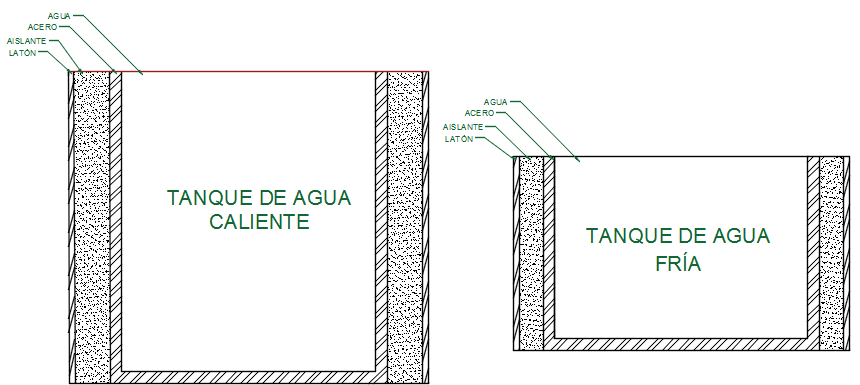 AGUA
ACERO
AISLANTE
LATÓN
TANQUE DE AGUA
CALIENTE
AGUA
ACERO
AISLANTE
LATÓN
TANQUE DE AGUA
FRÍA